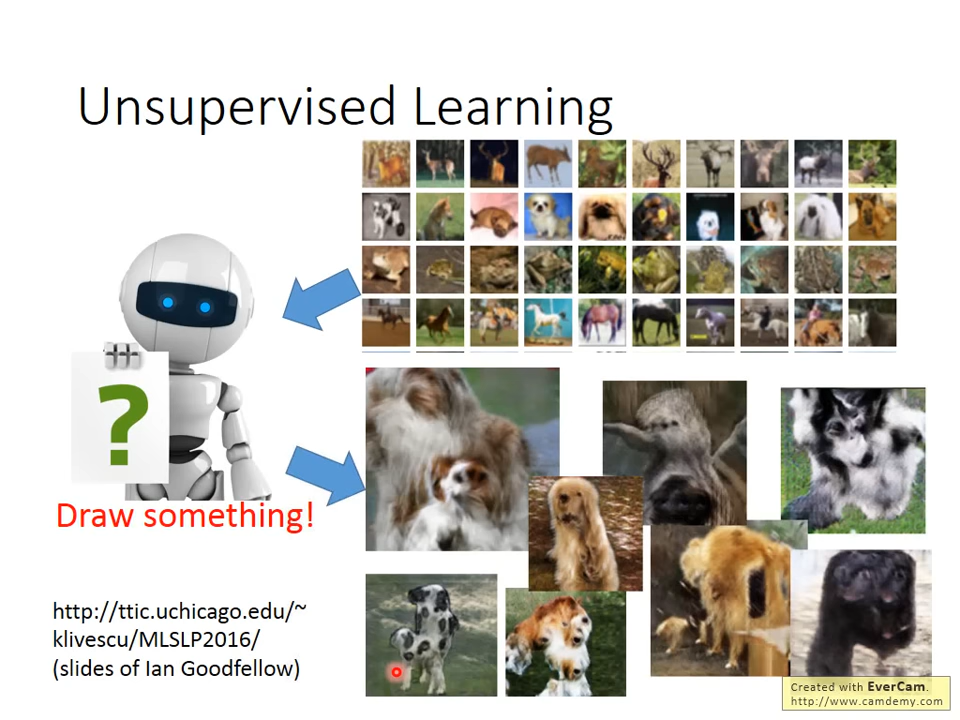 Unsupervised Learning
?
Draw something!
http://ttic.uchicago.edu/~
klivescu/MLSLP2016/
(slides of Ian Goodfellow)
Created with EverCam.
http://www.camdemy.com